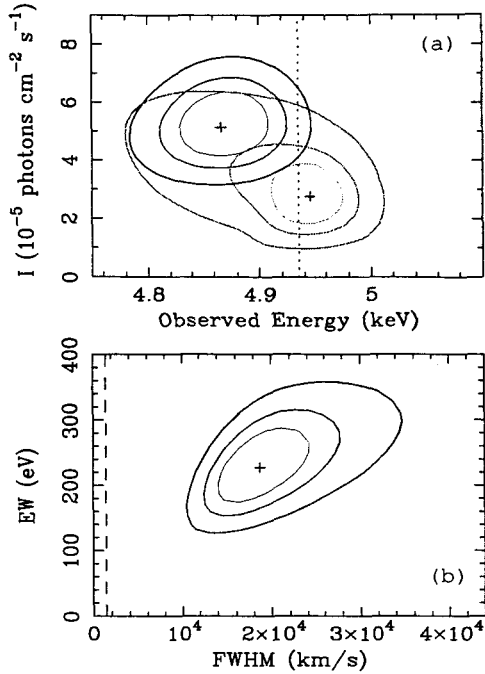 8
(a)
6
4
2
0
I (10⁻⁵ photons cm⁻² s⁻¹)
4.8 4.9 5
Observed Energy (keV)
400
300
200
100
0
EW (eV)
(b)
0 10⁴ 2×10⁴ 3×10⁴ 4×10⁴
FWHM (km/s)